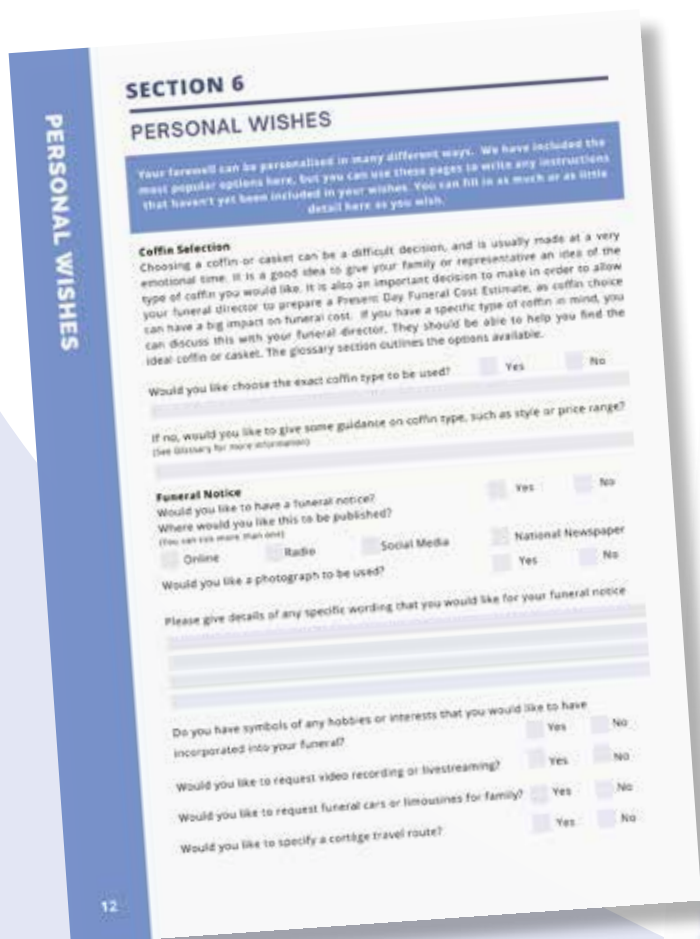 PERSONAL WISHES
SECTION 6
PERSONAL WISHES
Your farewell can be personalised in many different ways. We have included the
most popular options here, but you can use these pages to write any instructions
that haven't yet been included in your wishes. You can fill in as much or as little
detail here as you wish.
Coffin Selection
Choosing a coffin or casket can be a difficult decision, and is usually made at a very
emotional time. It is a good idea to give your family or representative an idea of the
type of coffin you would like. It is also an important decision to make in order to allow
your funeral director to prepare a Present Day Funeral Cost Estimate, as coffin choice
can have a big impact on funeral cost. If you have a specific type of coffin in mind, you
can discuss this with your funeral director. They should be able to help you find the
ideal coffin or casket. The glossary section outlines the options available.
Would you like choose the exact coffin type to be used? Yes No
If no, would you like to give some guidance on coffin type, such as style or price range?
(See Glossary for more information)
Funeral Notice
Would you like to have a funeral notice? Yes No
Where would you like this to be published?
(You can more than one)
Online Radio Social Media National Newspaper
Would you like a photograph to be used? Yes No
Please give details of any specific wording that you would like for your funeral notice
Do you have symbols of any hobbies or interests that you would like to have
incorporated into your funeral? Yes No
Would you like to request video recording or livestreaming? Yes No
Would you like to request funeral cars or limousines for family? Yes No
Would you like to specify a cortège travel route? Yes No
12